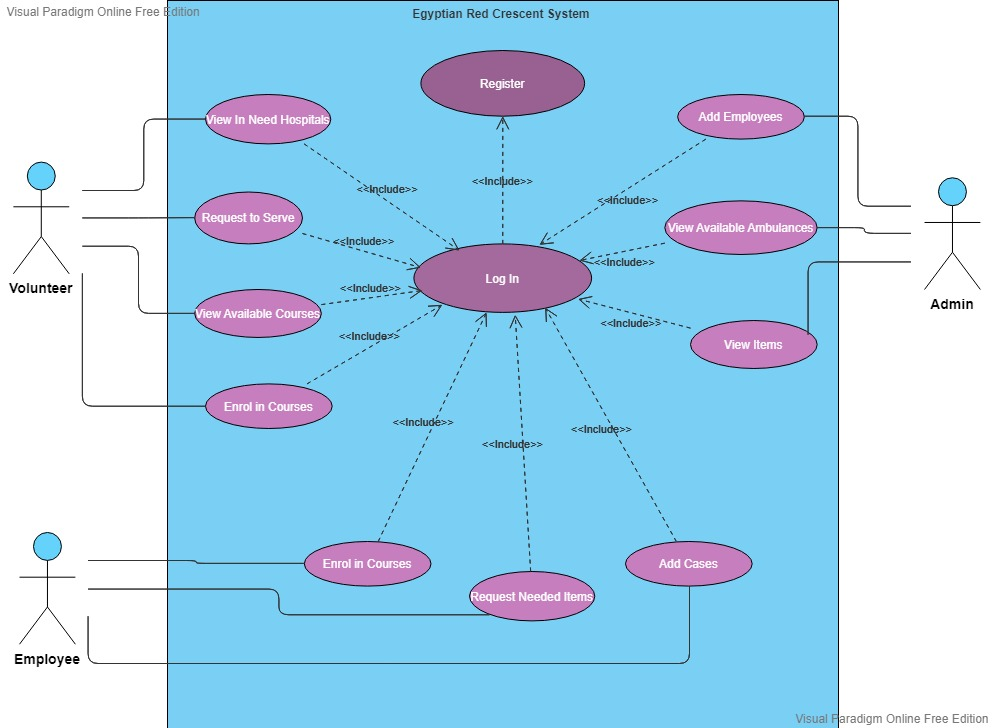 Visual Paradigm Online Free Edition
Egyptian Red Crescent System
Register
View In Need Hospitals
Add Employees
<<Include>>
<<Include>>
<<Include>>
Request to Serve
View Available Ambulances
<<Include>>
<<Include>>
Volunteer
Log In
Admin
<<Include>>
View Available Courses
<<Include>>
<<Include>>
View Items
Enrol in Courses
<<Include>>
<<Include>>
<<Include>>
Enrol in Courses
Add Cases
Request Needed Items
Employee
Visual Paradigm Online Free Edition